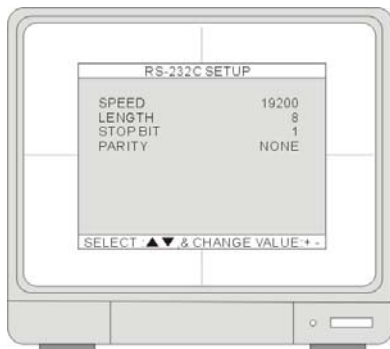 RS-232C SETUP
SPEED 19200
LENGTH 8
STOP BIT 1
PARITY NONE
SELECT :▲▼,& CHANGE VALUE:+ -